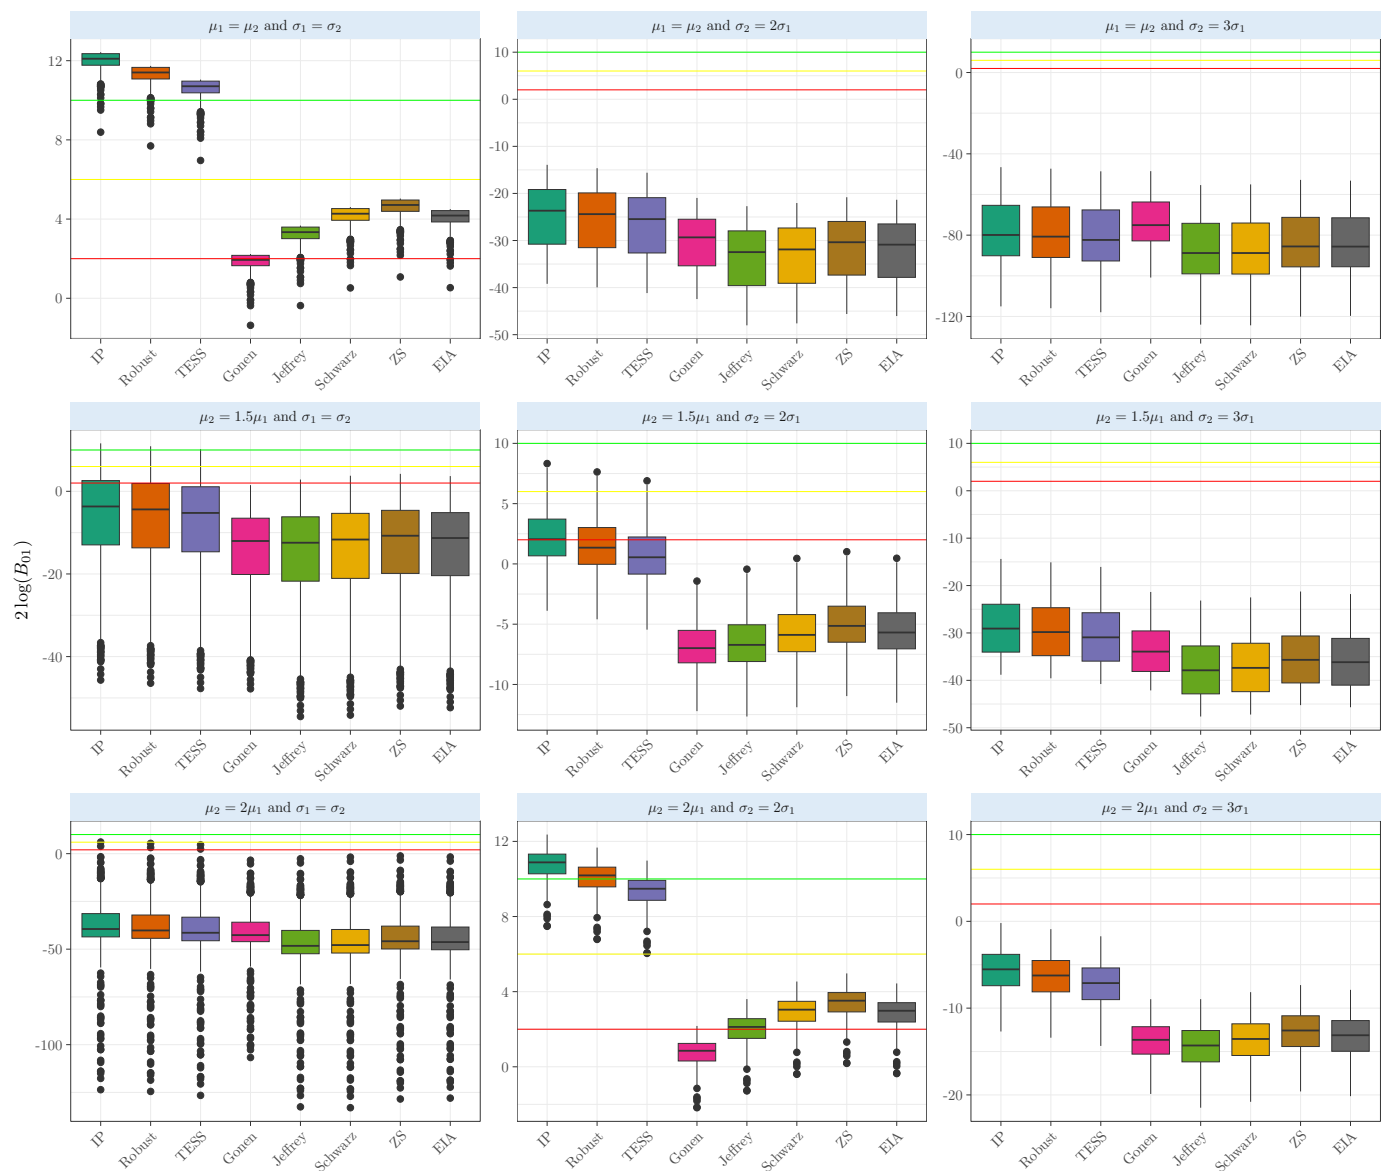 μ₁ = μ₂ and σ₁ = σ₂
μ₁ = μ₂ and σ₂ = 2σ₁
μ₁ = μ₂ and σ₂ = 3σ₁
12
8
4
0
10
0
-10
-20
-30
-40
-50
0
-40
-80
-120
IP Robust TESS Gonen Jeffrey Schwarz ZS EIA
IP Robust TESS Gonen Jeffrey Schwarz ZS EIA
IP Robust TESS Gonen Jeffrey Schwarz ZS EIA
2 log(B₀₁)
μ₂ = 1.5μ₁ and σ₁ = σ₂
μ₂ = 1.5μ₁ and σ₂ = 2σ₁
μ₂ = 1.5μ₁ and σ₂ = 3σ₁
0
-20
-40
10
5
0
-5
-10
10
0
-10
-20
-30
-40
-50
IP Robust TESS Gonen Jeffrey Schwarz ZS EIA
IP Robust TESS Gonen Jeffrey Schwarz ZS EIA
IP Robust TESS Gonen Jeffrey Schwarz ZS EIA
μ₂ = 2μ₁ and σ₁ = σ₂
μ₂ = 2μ₁ and σ₂ = 2σ₁
μ₂ = 2μ₁ and σ₂ = 3σ₁
0
-50
-100
12
8
4
0
10
0
-10
-20
IP Robust TESS Gonen Jeffrey Schwarz ZS EIA
IP Robust TESS Gonen Jeffrey Schwarz ZS EIA
IP Robust TESS Gonen Jeffrey Schwarz ZS EIA